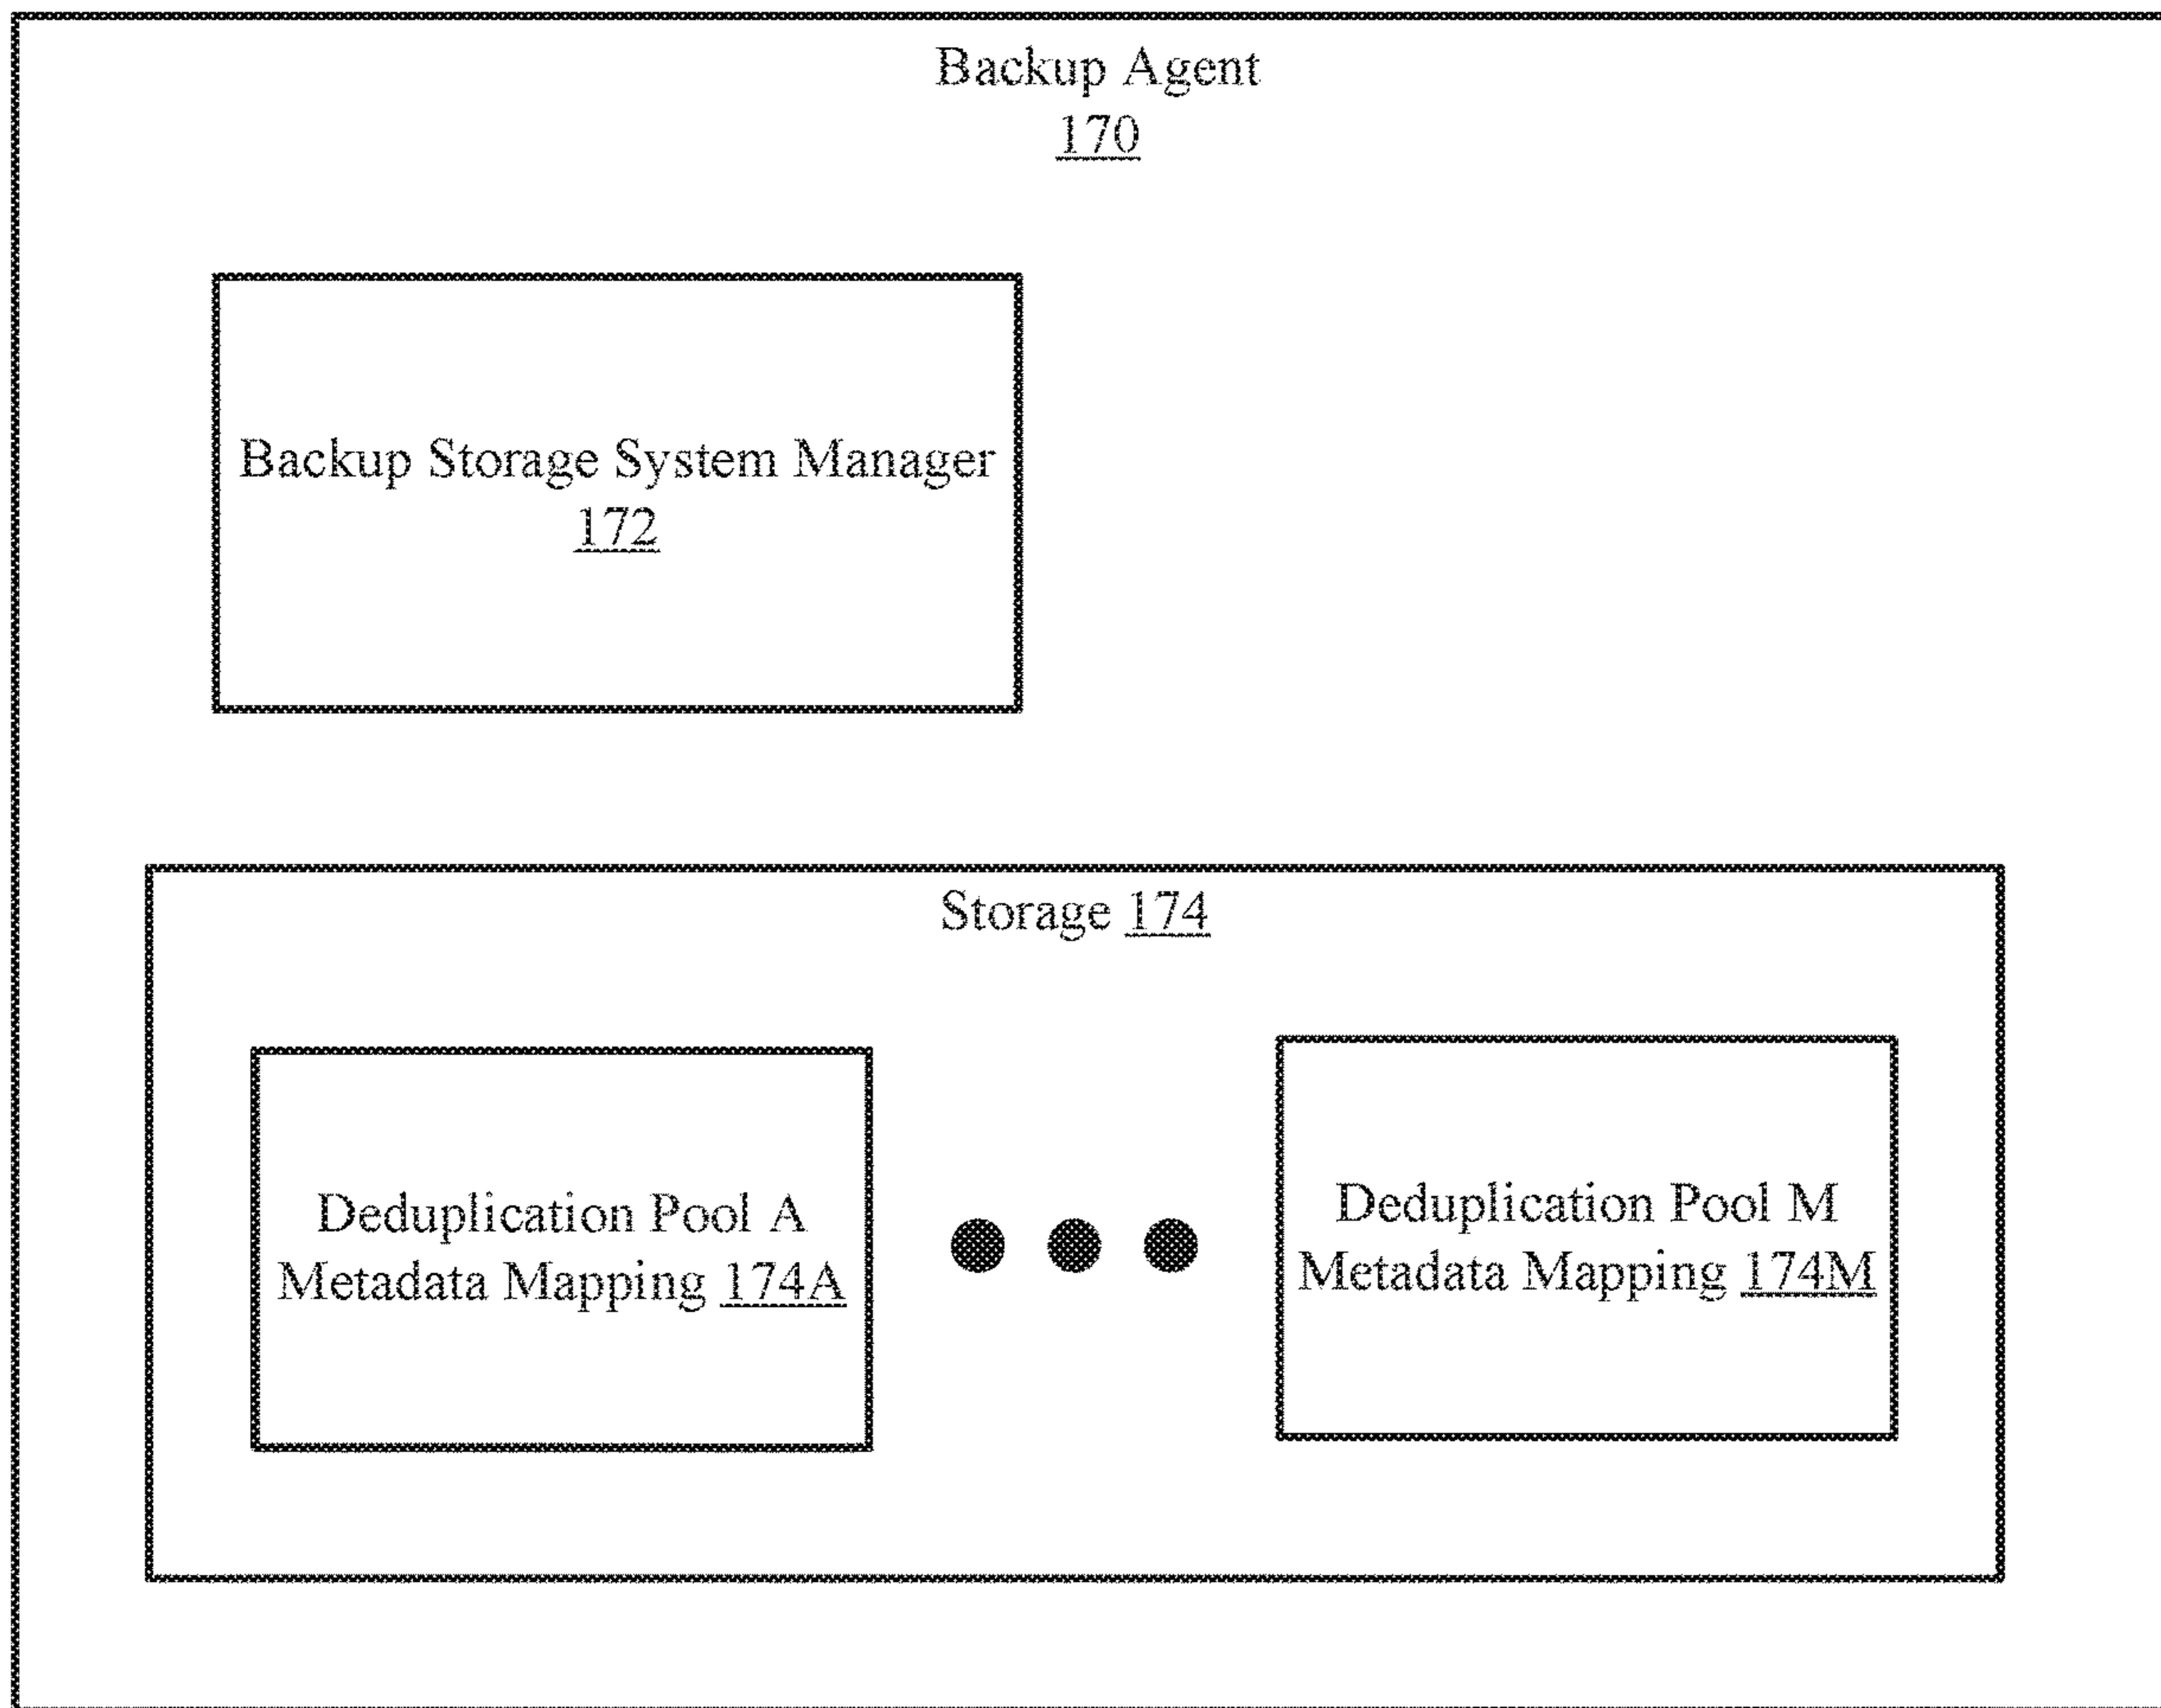 Backup Agent
170
Backup Storage System Manager
172
Storage 174
Deduplication Pool A
Metadata Mapping 174A
Deduplication Pool M
Metadata Mapping 174M